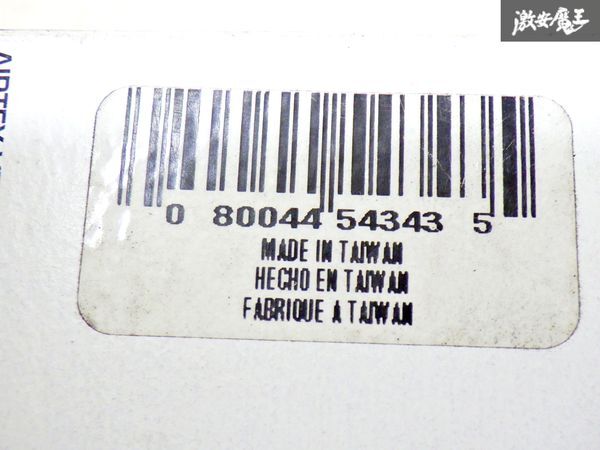 激安魔王
0 80044 54343 5
MADE IN TAIWAN
HECHO EN TAIWAN
FABRIQUE A TAIWAN